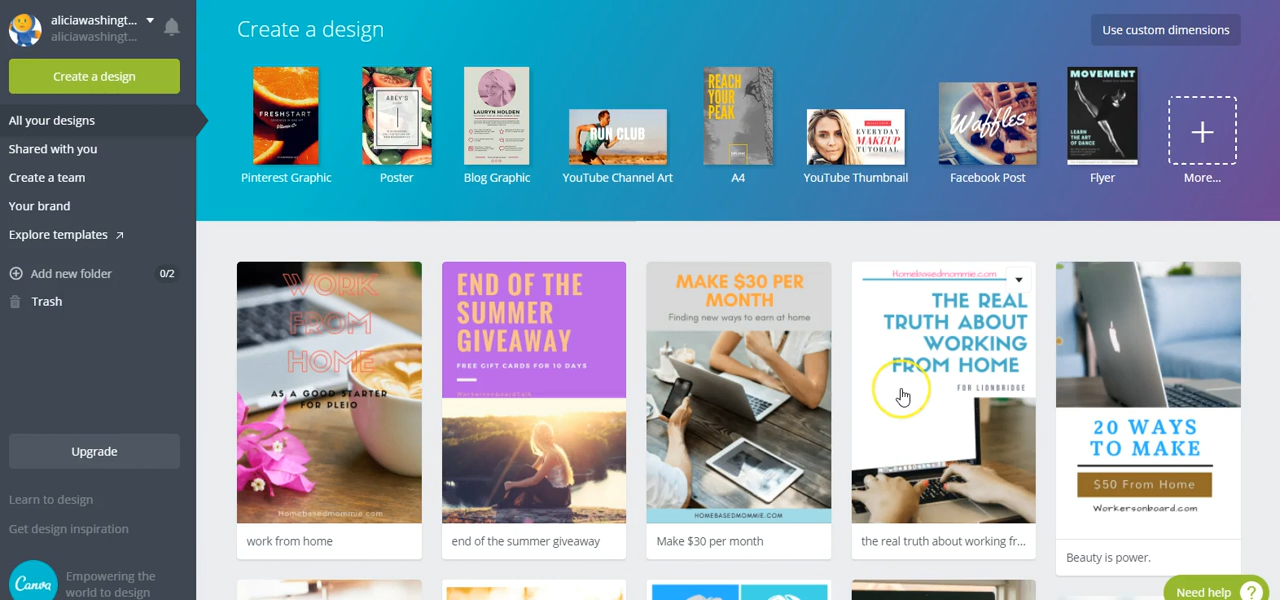 aliciawashingt...
aliciawashingt...
Create a design
All your designs
Shared with you
Create a team
Your brand
Explore templates
Add new folder
0/2
Trash
Upgrade
Learn to design
Get design inspiration
Canva
Empowering the
world to design
Create a design
Use custom dimensions
FRESHSTART
ABEY'S
LAURYN HOLDEN
RUN CLUB
REACH
YOUR
PEAK
EVERYDAY
MAKEUP
TUTORIAL
Waffles
MOVEMENT
LEARN
THE ART
OF DANCE
Pinterest Graphic
Poster
Blog Graphic
YouTube Channel Art
A4
YouTube Thumbnail
Facebook Post
Flyer
More...
WORK
FROM
HOME
AS A GOOD STARTER
FOR PLEIO
Homebasedmommie.com
work from home
END OF THE
SUMMER
GIVEAWAY
FREE GIFT CARDS FOR 10 DAYS
end of the summer giveaway
MAKE $30 PER
MONTH
Finding new ways to earn at home
HOMEBASEDMOMMIE.COM
Make $30 per month
Homebasedmommie.com
THE REAL
TRUTH ABOUT
WORKING
FROM HOME
FOR LIONBRIDGE
the real truth about working fr...
20 WAYS
TO MAKE
$50 From Home
Workersonboard.com
Beauty is power.
Need help
?